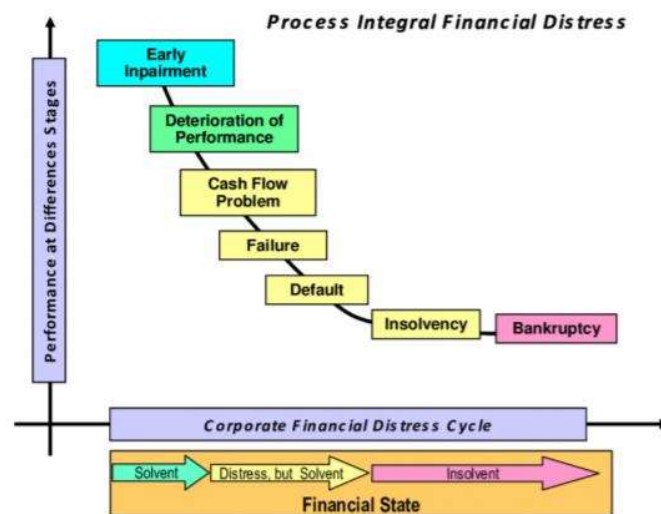 Process Integral Financial Distress
Performance at Differences Stages
Early
Inpairment
Deterioration of
Performance
Cash Flow
Problem
Failure
Default
Insolvency
Bankruptcy
Corporate Financial Distress Cycle
Solvent
Distress, but Solvent
Insolvent
Financial State